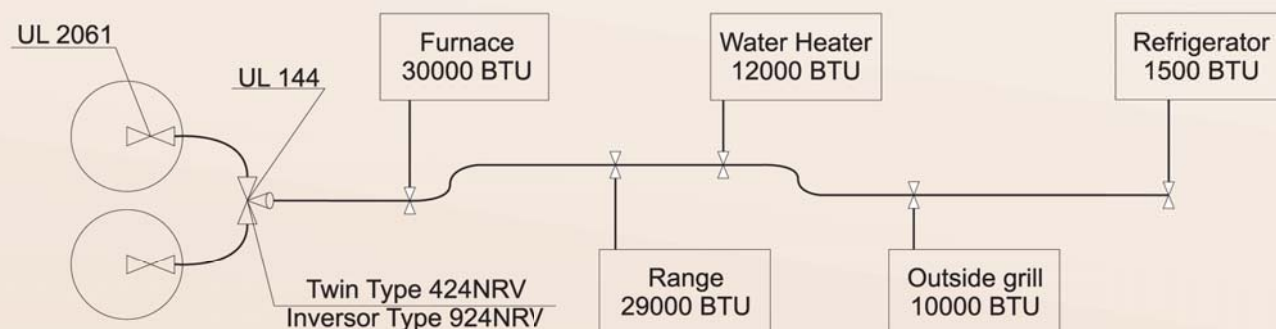 UL 2061
UL 144
Furnace
30000 BTU
Water Heater
12000 BTU
Refrigerator
1500 BTU
Twin Type 424NRV
Inversor Type 924NRV
Range
29000 BTU
Outside grill
10000 BTU